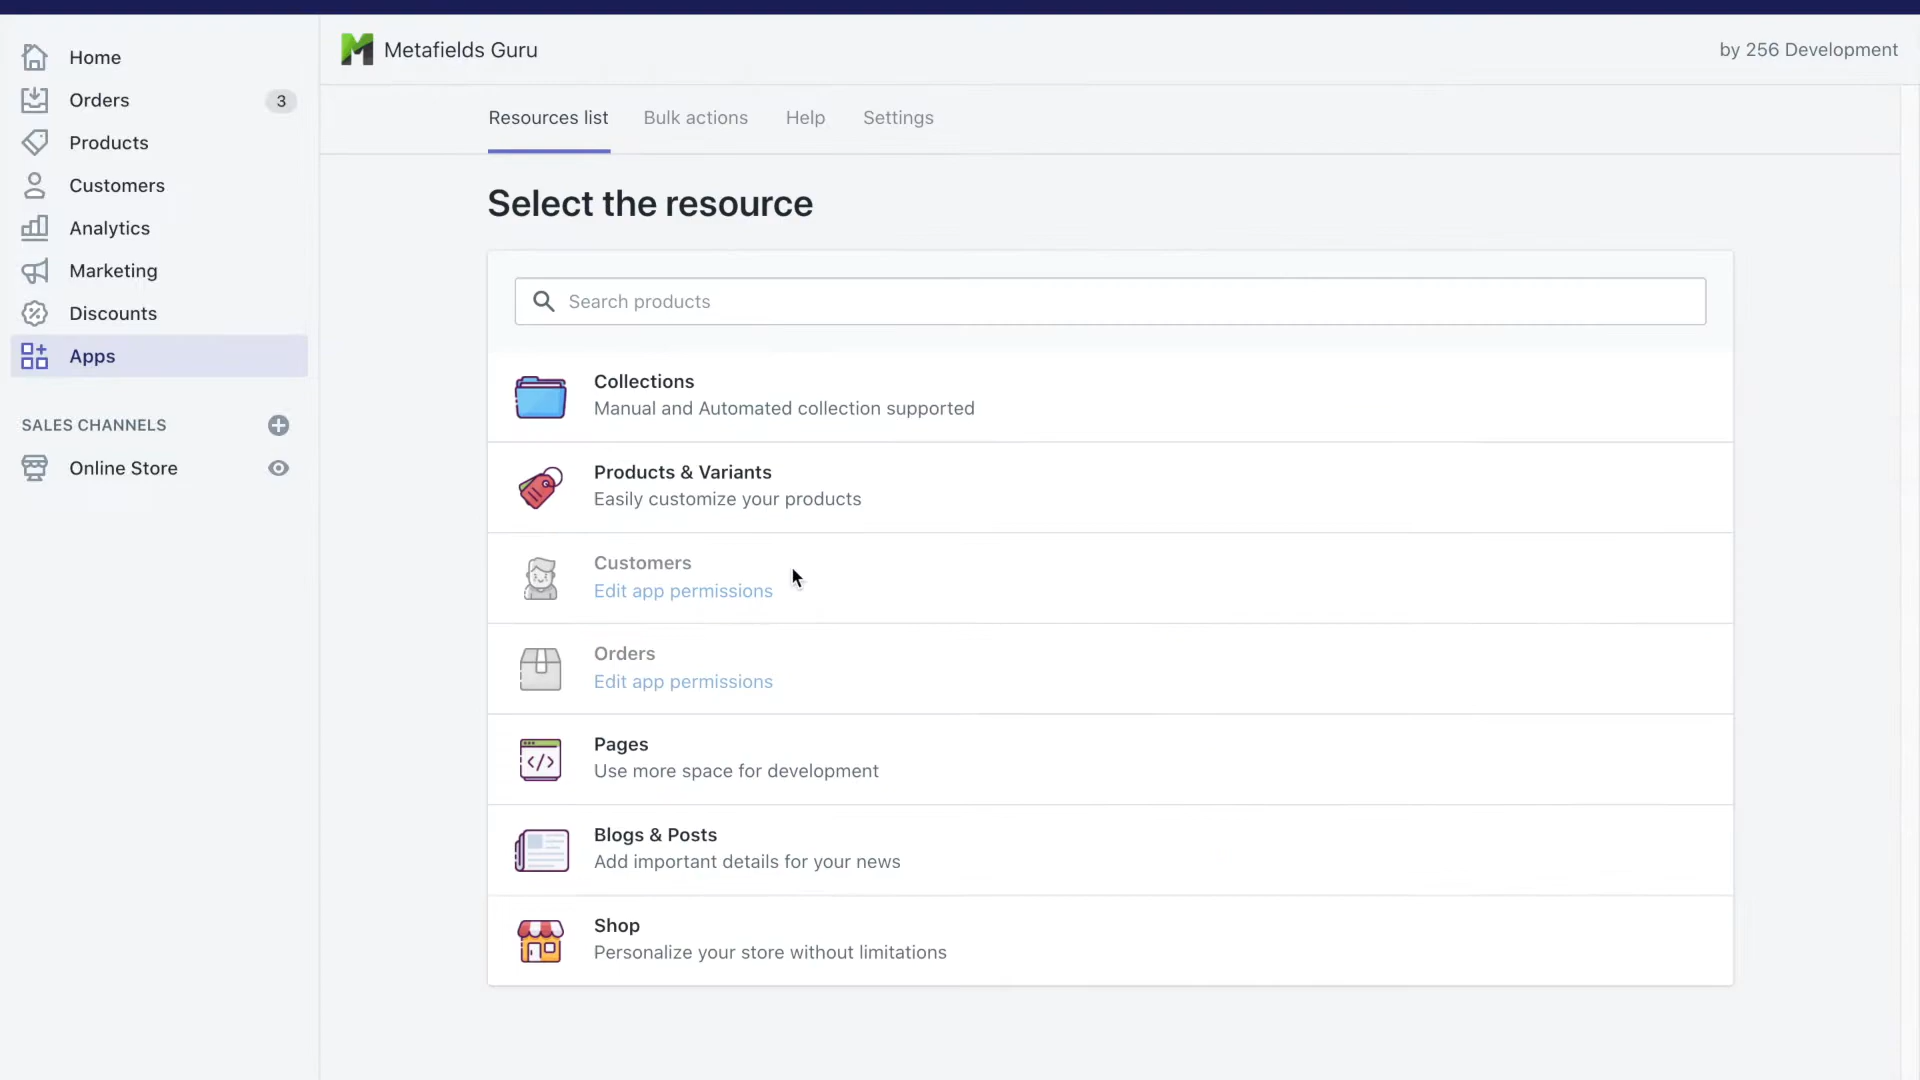 Home
Orders
3
Products
Customers
Analytics
Marketing
Discounts
Apps
SALES CHANNELS
Online Store
Metafields Guru
by 256 Development
Resources list
Bulk actions
Help
Settings
Select the resource
Search products
Collections
Manual and Automated collection supported
Products & Variants
Easily customize your products
Customers
Edit app permissions
Orders
Edit app permissions
Pages
Use more space for development
Blogs & Posts
Add important details for your news
Shop
Personalize your store without limitations